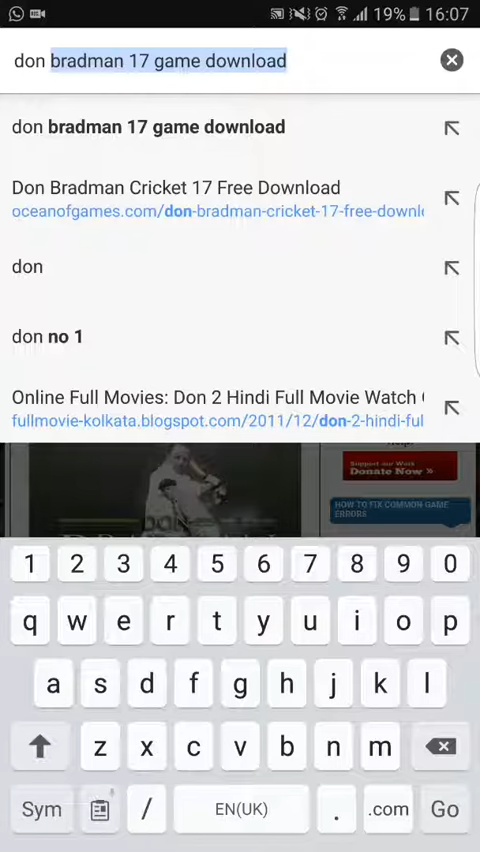 19% 16:07
don bradman 17 game download
don bradman 17 game download
Don Bradman Cricket 17 Free Download
oceanofgames.com/don-bradman-cricket-17-free-downl
don
don no 1
Online Full Movies: Don 2 Hindi Full Movie Watch
fullmovie-kolkata.blogspot.com/2011/12/don-2-hindi-ful
Support our Work
Donate Now »
HOW TO FIX COMMON GAME
ERRORS
DON
1 2 3 4 5 6 7 8 9 0
q w e r t y u i o p
a s d f g h j k l
z x c v b n m
Sym / EN(UK) . .com Go